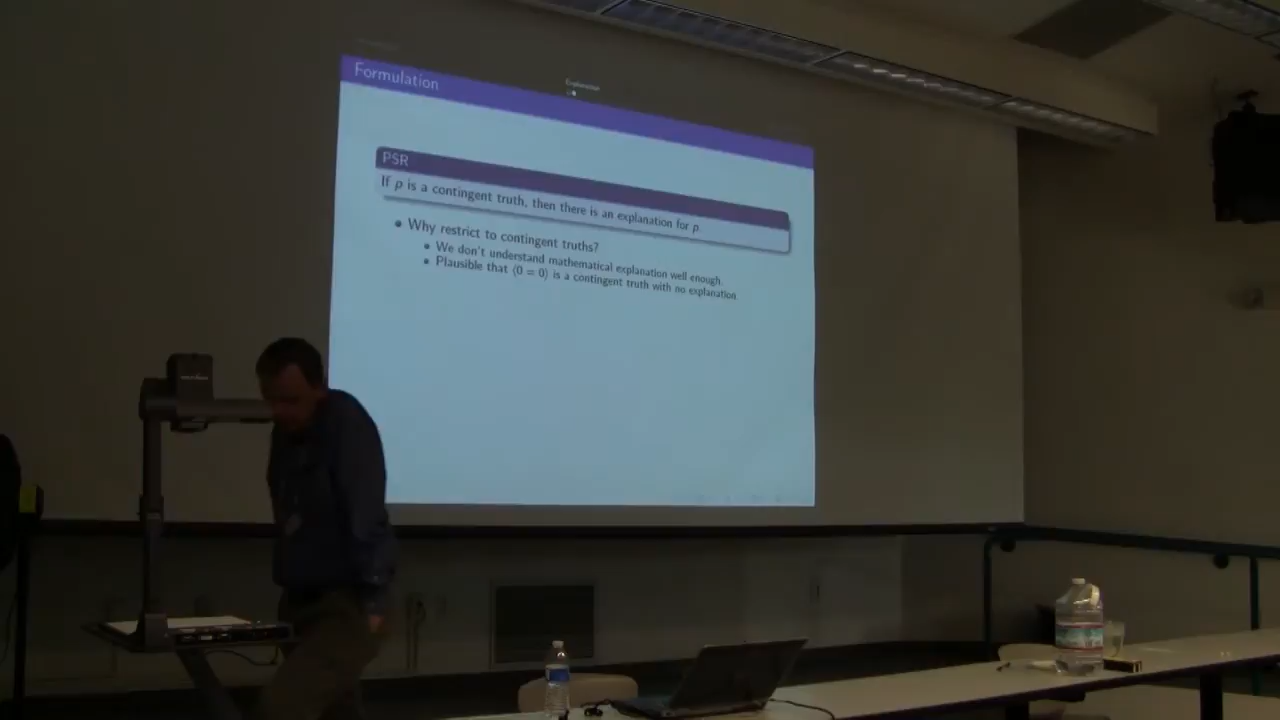 Formulation
Explanation
PSR
If p is a contingent truth, then there is an explanation for p.
• Why restrict to contingent truths?
• We don't understand mathematical explanation well enough.
• Plausible that ⟨0 = 0⟩ is a contingent truth with no explanation.